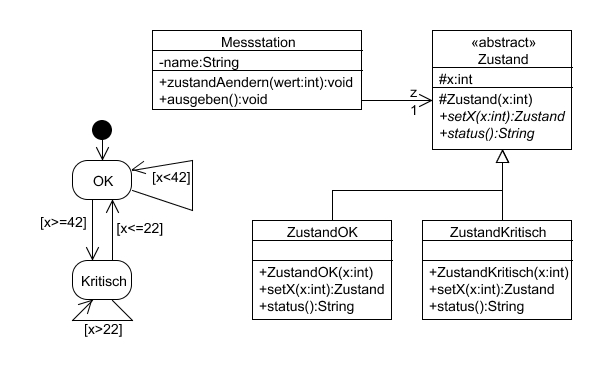 Messstation
-name:String
+zustandAendern(wert:int):void
+ausgeben():void
z
1
«abstract»
Zustand
#x:int
#Zustand(x:int)
+setX(x:int):Zustand
+status():String
OK
[x<42]
[x>=42]
[x<=22]
Kritisch
[x>22]
ZustandOK
+ZustandOK(x:int)
+setX(x:int):Zustand
+status():String
ZustandKritisch
+ZustandKritisch(x:int)
+setX(x:int):Zustand
+status():String